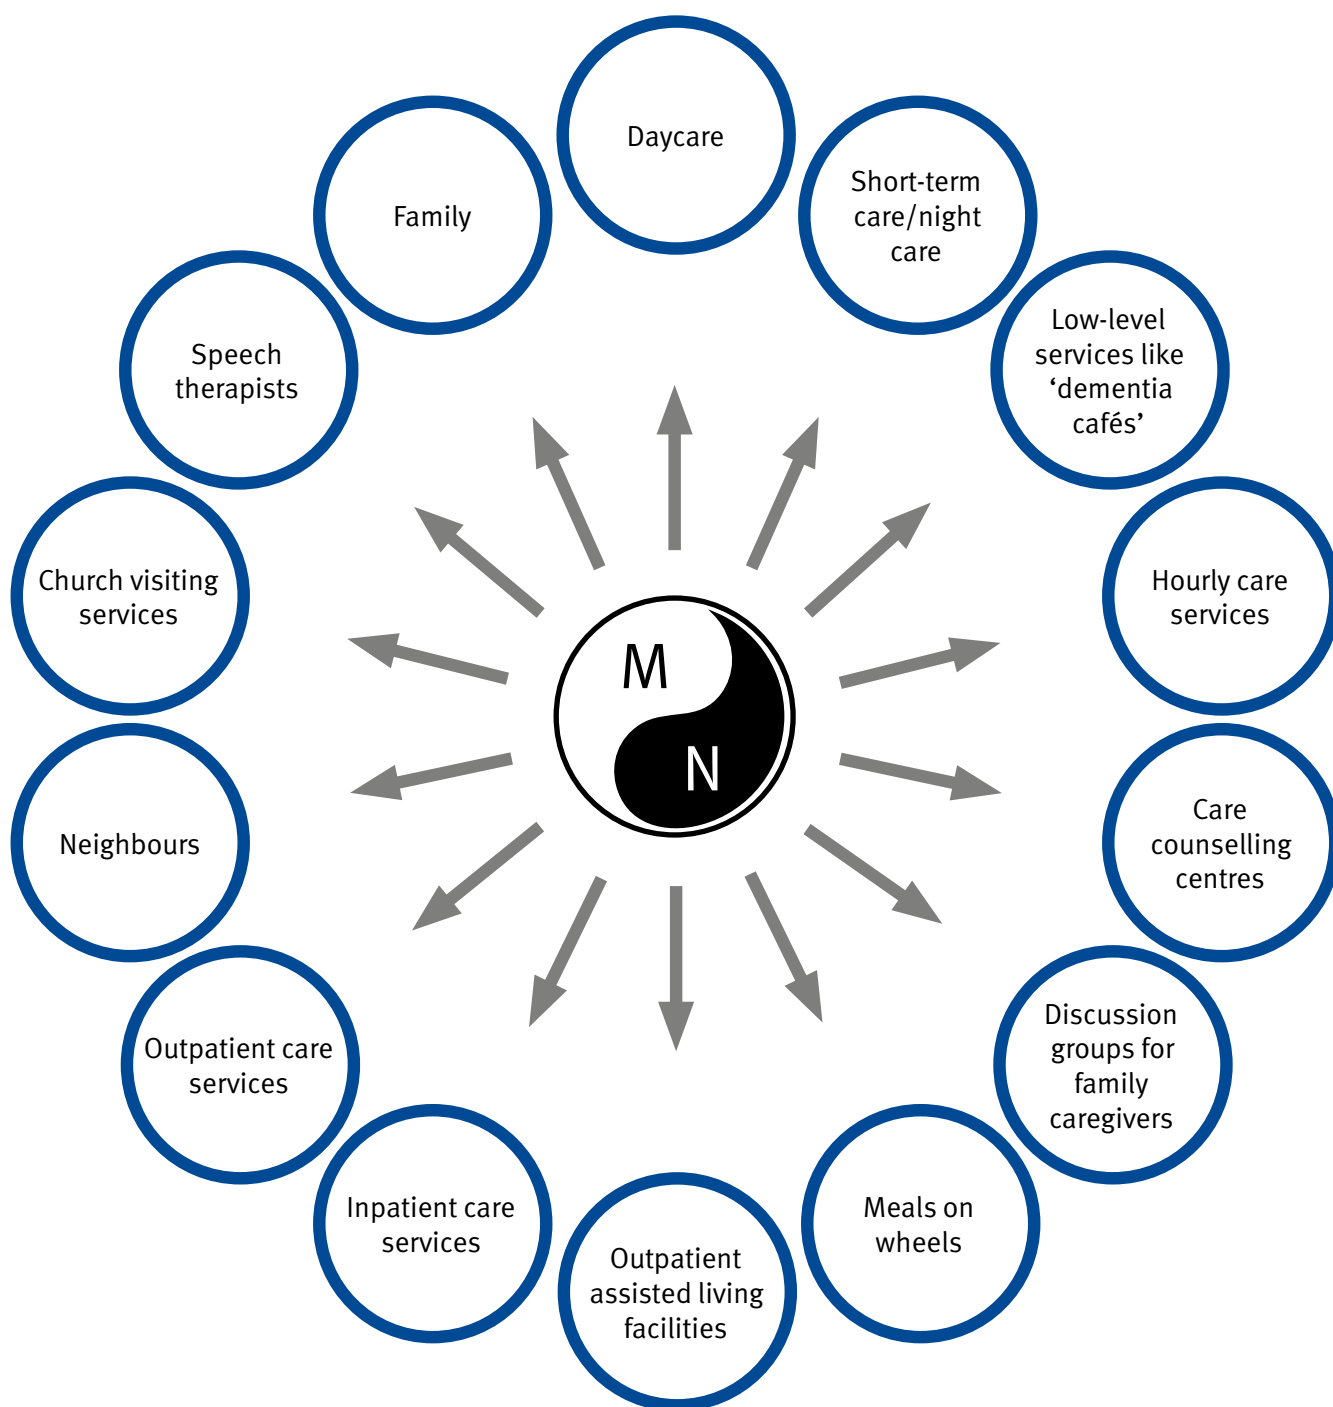 Daycare
Short-term
care/night
care
Low-level
services like
‘dementia
cafés’
Hourly care
services
Care
counselling
centres
Discussion
groups for
family
caregivers
Meals on
wheels
Outpatient
assisted living
facilities
Inpatient care
services
Outpatient care
services
Neighbours
Church visiting
services
Speech
therapists
Family
M
N